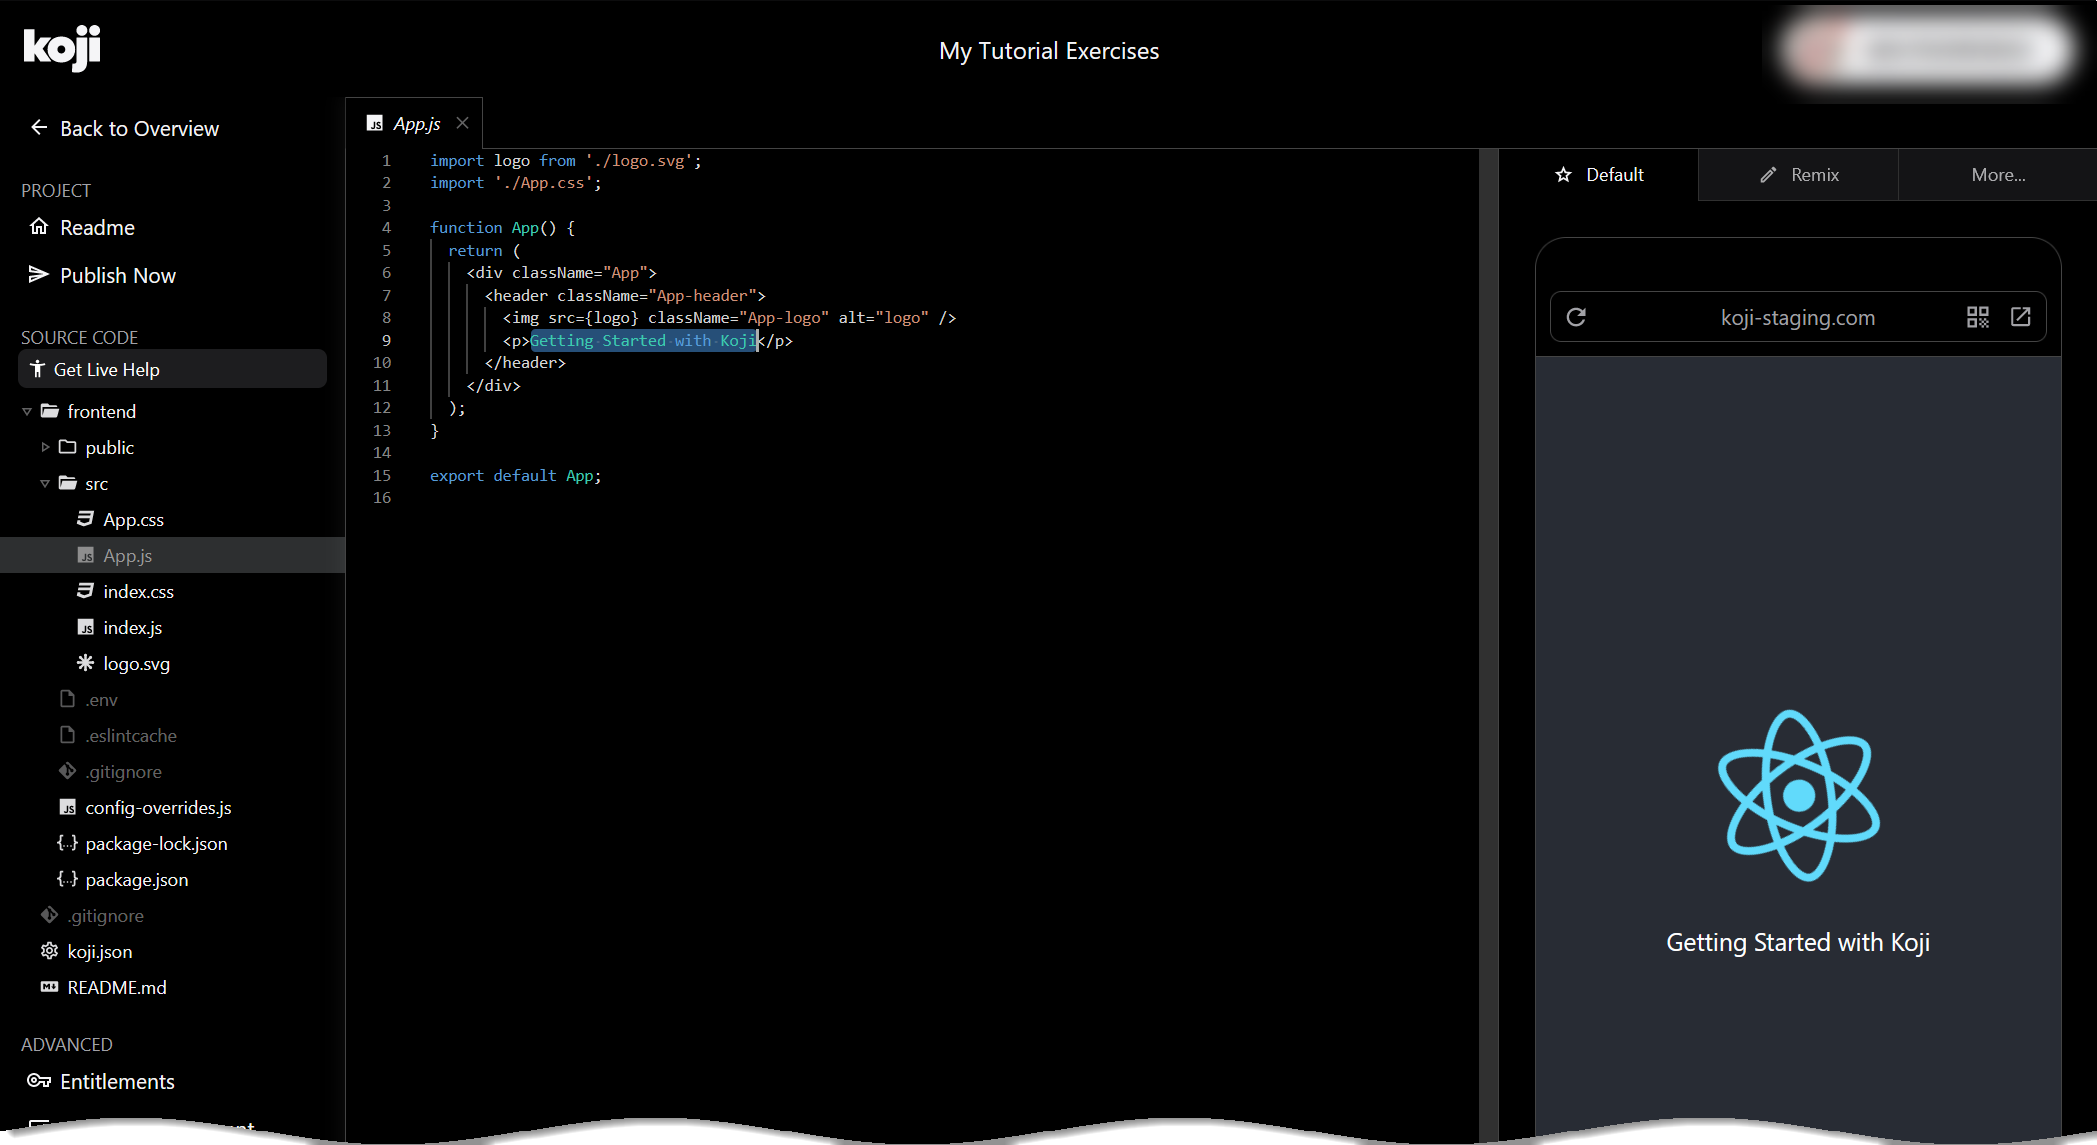 koji
My Tutorial Exercises
Back to Overview
PROJECT
Readme
Publish Now
SOURCE CODE
Get Live Help
frontend
public
src
App.css
App.js
index.css
index.js
logo.svg
.env
.eslintcache
.gitignore
config-overrides.js
package-lock.json
package.json
.gitignore
koji.json
README.md
ADVANCED
Entitlements
App.js
1 import logo from './logo.svg';
2 import './App.css';
3
4 function App() {
5 return (
6 <div className="App">
7 <header className="App-header">
8 <img src={logo} className="App-logo" alt="logo" />
9 <p>Getting Started with Koji</p>
10 </header>
11 </div>
12 );
13 }
14
15 export default App;
16
Default
Remix
More...
koji-staging.com
Getting Started with Koji